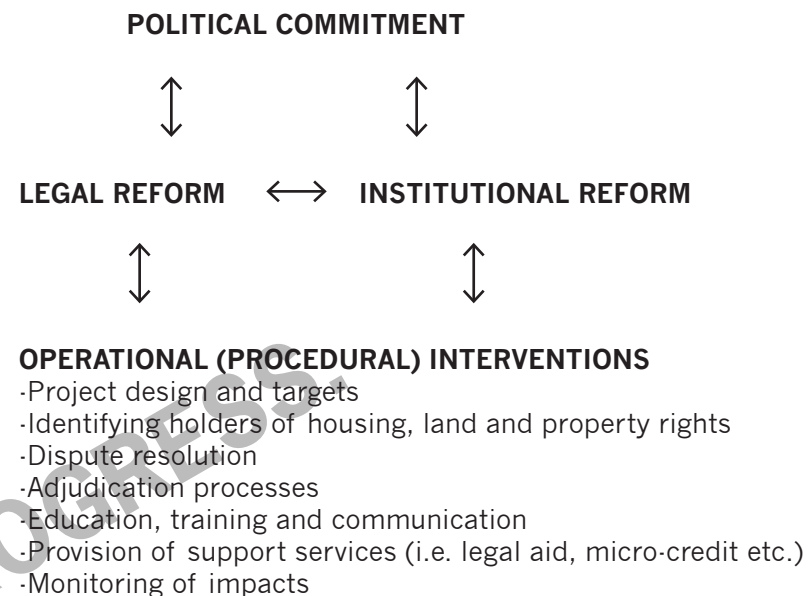 POLITICAL COMMITMENT
LEGAL REFORM ⟷ INSTITUTIONAL REFORM
OPERATIONAL (PROCEDURAL) INTERVENTIONS
-Project design and targets
-Identifying holders of housing, land and property rights
-Dispute resolution
-Adjudication processes
-Education, training and communication
-Provision of support services (i.e. legal aid, micro-credit etc.)
-Monitoring of impacts